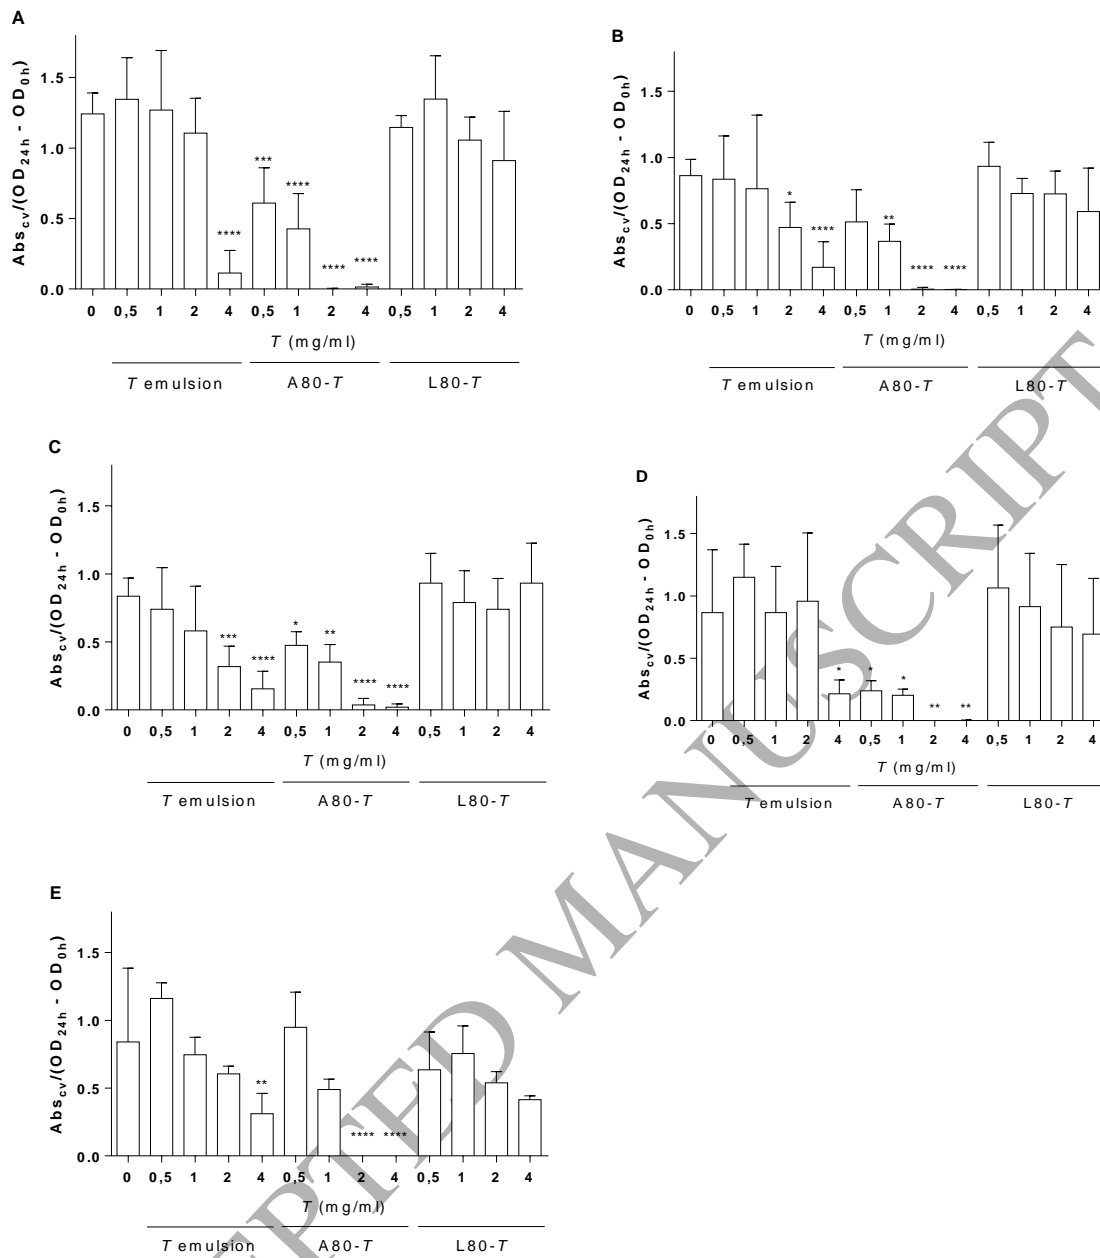 A
Abs_cv/(OD_24h - OD_0h)
1.5
1.0
0.5
0.0
*** **** **** **** ****
0 0,5 1 2 4 0,5 1 2 4 0,5 1 2 4
T (mg/ml)
T emulsion A80-T L80-T
B
Abs_cv/(OD_24h - OD_0h)
1.5
1.0
0.5
0.0
* **** ** **** ****
0 0,5 1 2 4 0,5 1 2 4 0,5 1 2 4
T (mg/ml)
T emulsion A80-T L80-T
C
Abs_cv/(OD_24h - OD_0h)
1.5
1.0
0.5
0.0
*** **** * ** **** ****
0 0,5 1 2 4 0,5 1 2 4 0,5 1 2 4
T (mg/ml)
T emulsion A80-T L80-T
D
Abs_cv/(OD_24h - OD_0h)
1.5
1.0
0.5
0.0
* * * ** **
0 0,5 1 2 4 0,5 1 2 4 0,5 1 2 4
T (mg/ml)
T emulsion A80-T L80-T
E
Abs_cv/(OD_24h - OD_0h)
1.5
1.0
0.5
0.0
** **** ****
0 0,5 1 2 4 0,5 1 2 4 0,5 1 2 4
T (mg/ml)
T emulsion A80-T L80-T
EPTED MANUSCRIPT